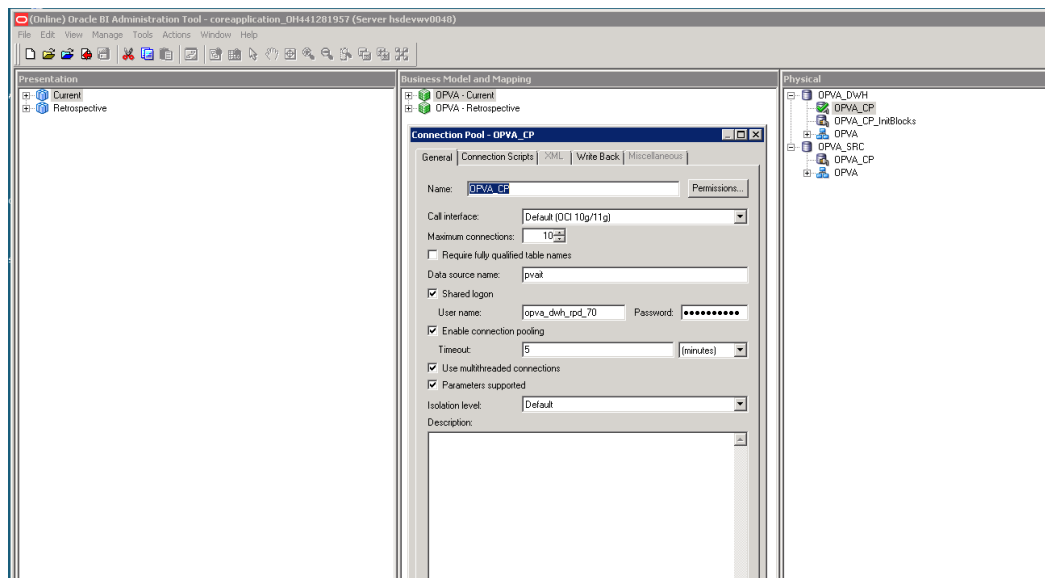 (Online) Oracle BI Administration Tool - coreapplication_OH441281957 (Server hsdevwv0048)
File Edit View Manage Tools Actions Window Help
Presentation
Current
Retrospective
Business Model and Mapping
OPVA - Current
OPVA - Retrospective
Physical
OPVA_DWH
OPVA_CP
OPVA_CP_InitBlocks
OPVA
OPVA_SRC
OPVA_CP
OPVA
Connection Pool - OPVA_CP
General Connection Scripts XML Write Back Miscellaneous
Name: OPVA_CP Permissions...
Call interface: Default (OCI 10g/11g)
Maximum connections: 10
Require fully qualified table names
Data source name: pvait
Shared logon
User name: opva_dwh_rpd_70 Password: ●●●●●●●●●●
Enable connection pooling
Timeout: 5 (minutes)
Use multithreaded connections
Parameters supported
Isolation level: Default
Description: